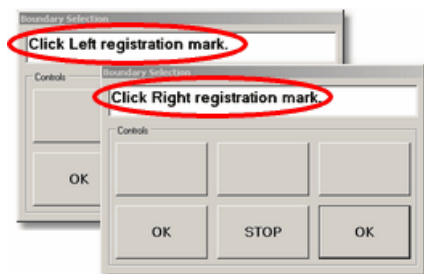 Boundary Selection
Click Left registration mark.
Controls
OK
Boundary Selection
Click Right registration mark.
Controls
OK STOP OK